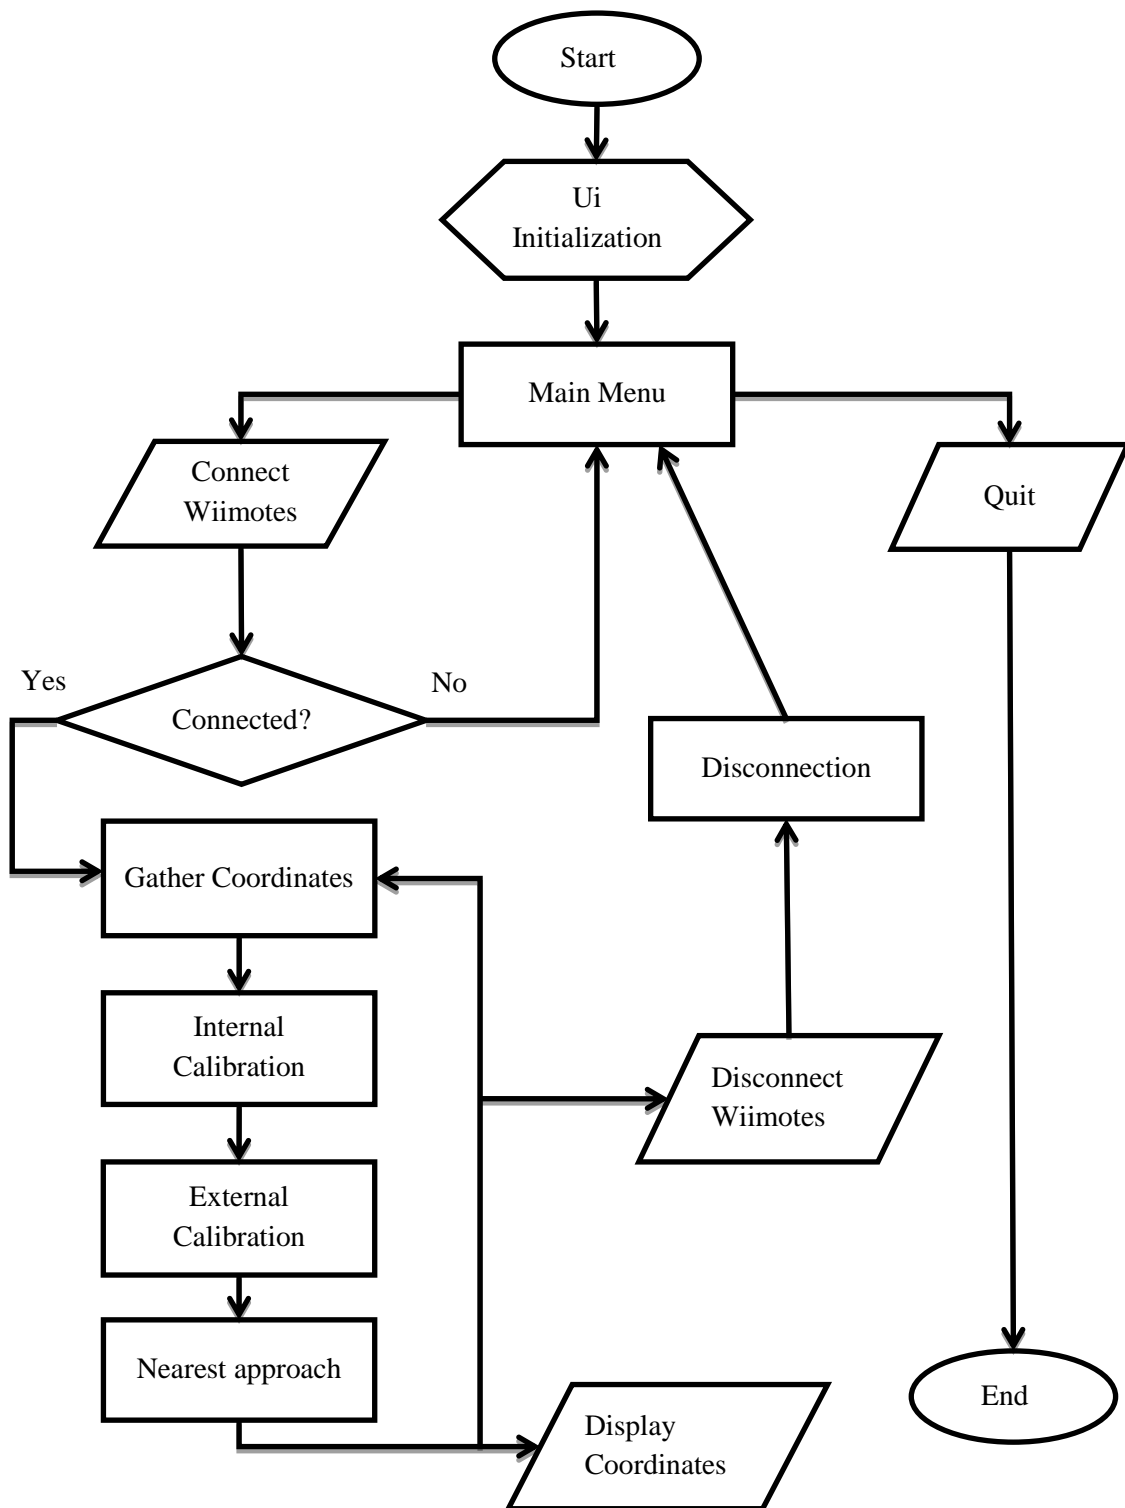 Start
Ui
Initialization
Main Menu
Connect
Wiimotes
Quit
Yes
No
Connected?
Disconnection
Gather Coordinates
Internal
Calibration
Disconnect
Wiimotes
External
Calibration
Nearest approach
End
Display
Coordinates